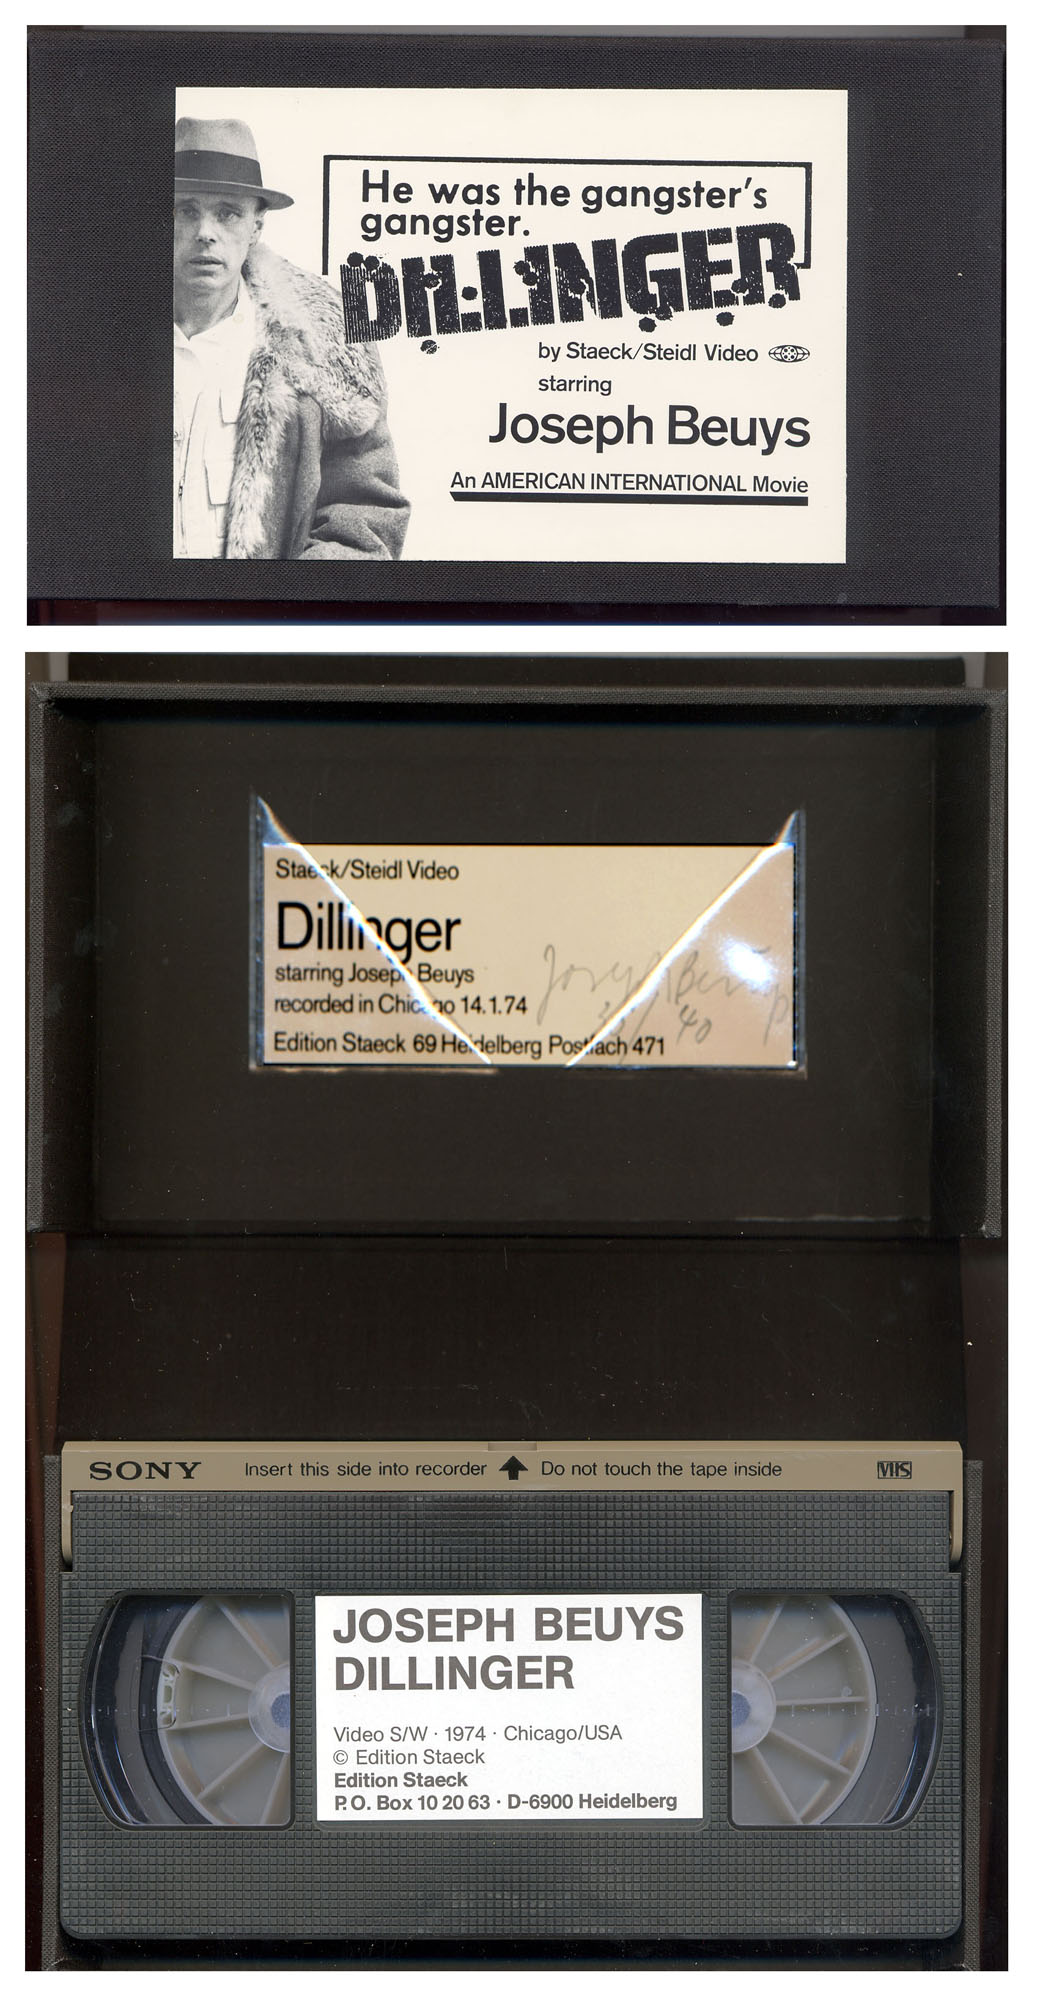 He was the gangster's
gangster.
DILLINGER
by Staeck/Steidl Video
starring
Joseph Beuys
An AMERICAN INTERNATIONAL Movie
Staeck/Steidl Video
Dillinger
starring Joseph Beuys
recorded in Chicago 14.1.74
Joseph Beuys
/40
Edition Staeck 69 Heidelberg Postfach 471
SONY Insert this side into recorder Do not touch the tape inside VHS
JOSEPH BEUYS
DILLINGER
Video S/W · 1974 · Chicago/USA
© Edition Staeck
Edition Staeck
P.O. Box 10 20 63 · D-6900 Heidelberg